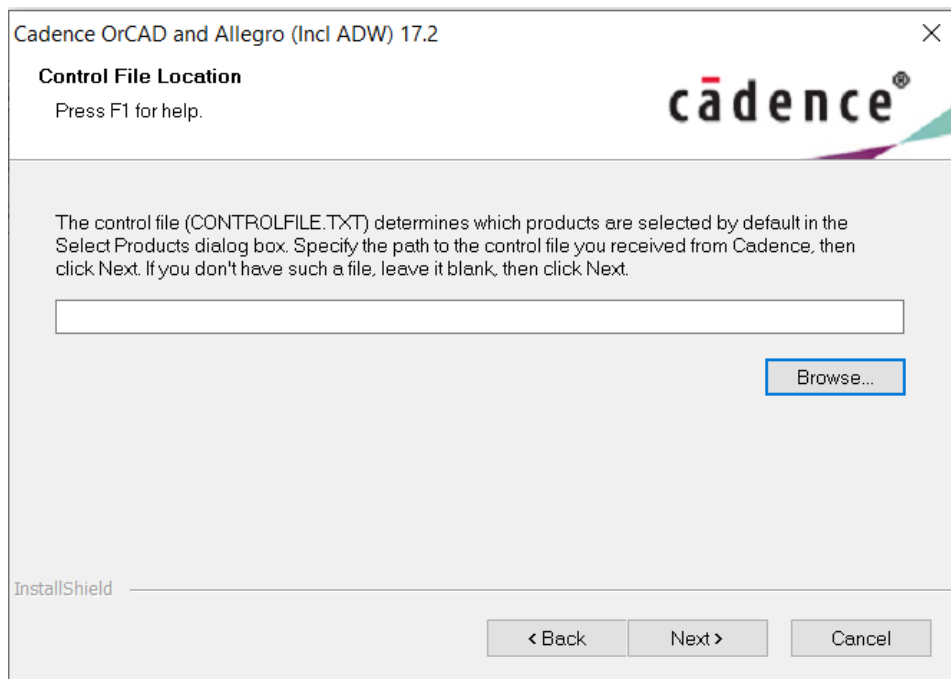 Cadence OrCAD and Allegro (Incl ADW) 17.2
Control File Location
Press F1 for help.
cādence®
The control file (CONTROLFILE.TXT) determines which products are selected by default in the
Select Products dialog box. Specify the path to the control file you received from Cadence, then
click Next. If you don't have such a file, leave it blank, then click Next.
Browse...
InstallShield
< Back
Next >
Cancel